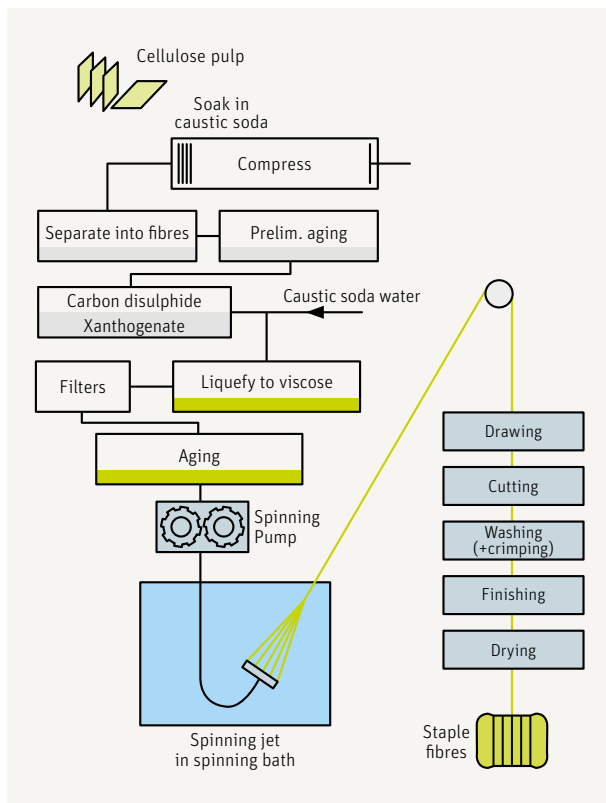 Cellulose pulp
Soak in
caustic soda
Compress
Separate into fibres
Prelim. aging
Carbon disulphide
Xanthogenate
Caustic soda water
Filters
Liquefy to viscose
Aging
Spinning
Pump
Spinning jet
in spinning bath
Drawing
Cutting
Washing
(+crimping)
Finishing
Drying
Staple
fibres